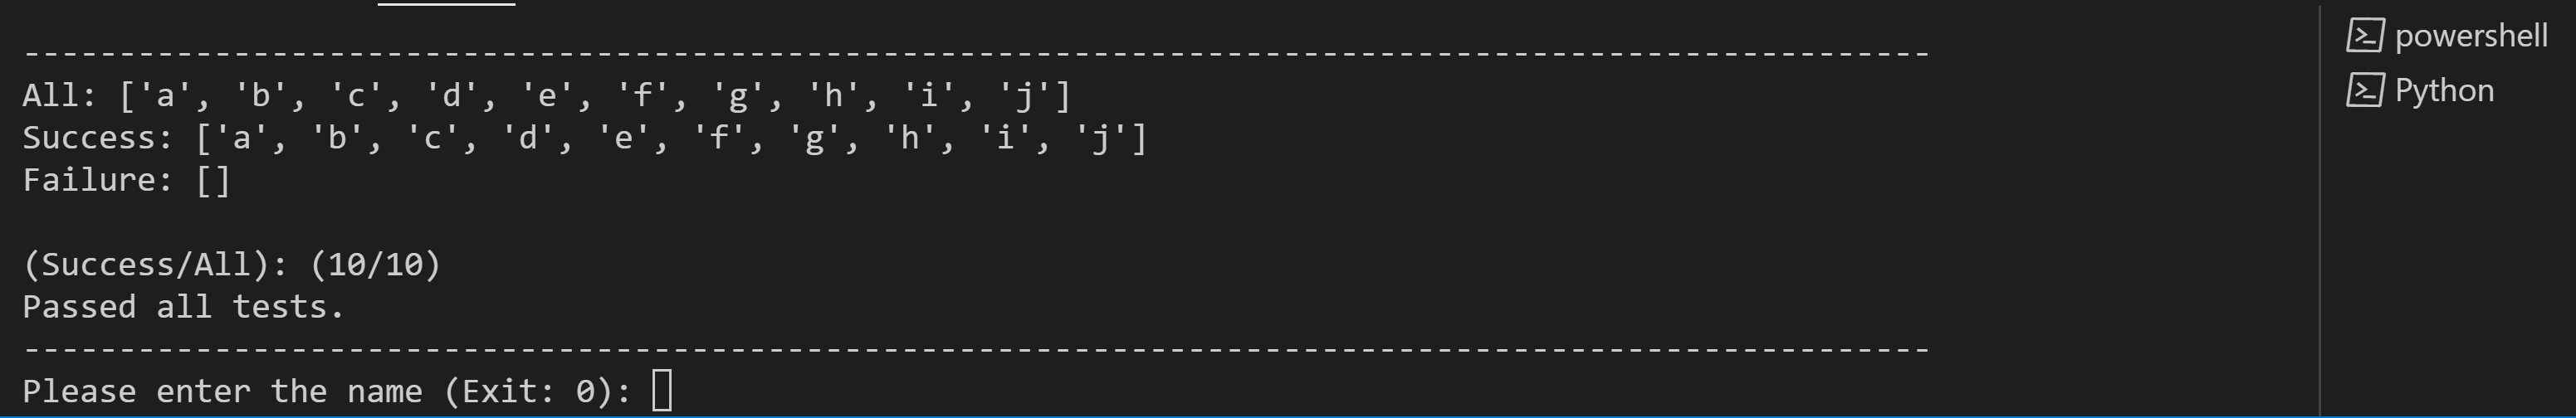 ----------------------------------------------------------------------------------------------------
All: ['a', 'b', 'c', 'd', 'e', 'f', 'g', 'h', 'i', 'j']
Success: ['a', 'b', 'c', 'd', 'e', 'f', 'g', 'h', 'i', 'j']
Failure: []
(Success/All): (10/10)
Passed all tests.
----------------------------------------------------------------------------------------------------
Please enter the name (Exit: 0):
powershell
Python